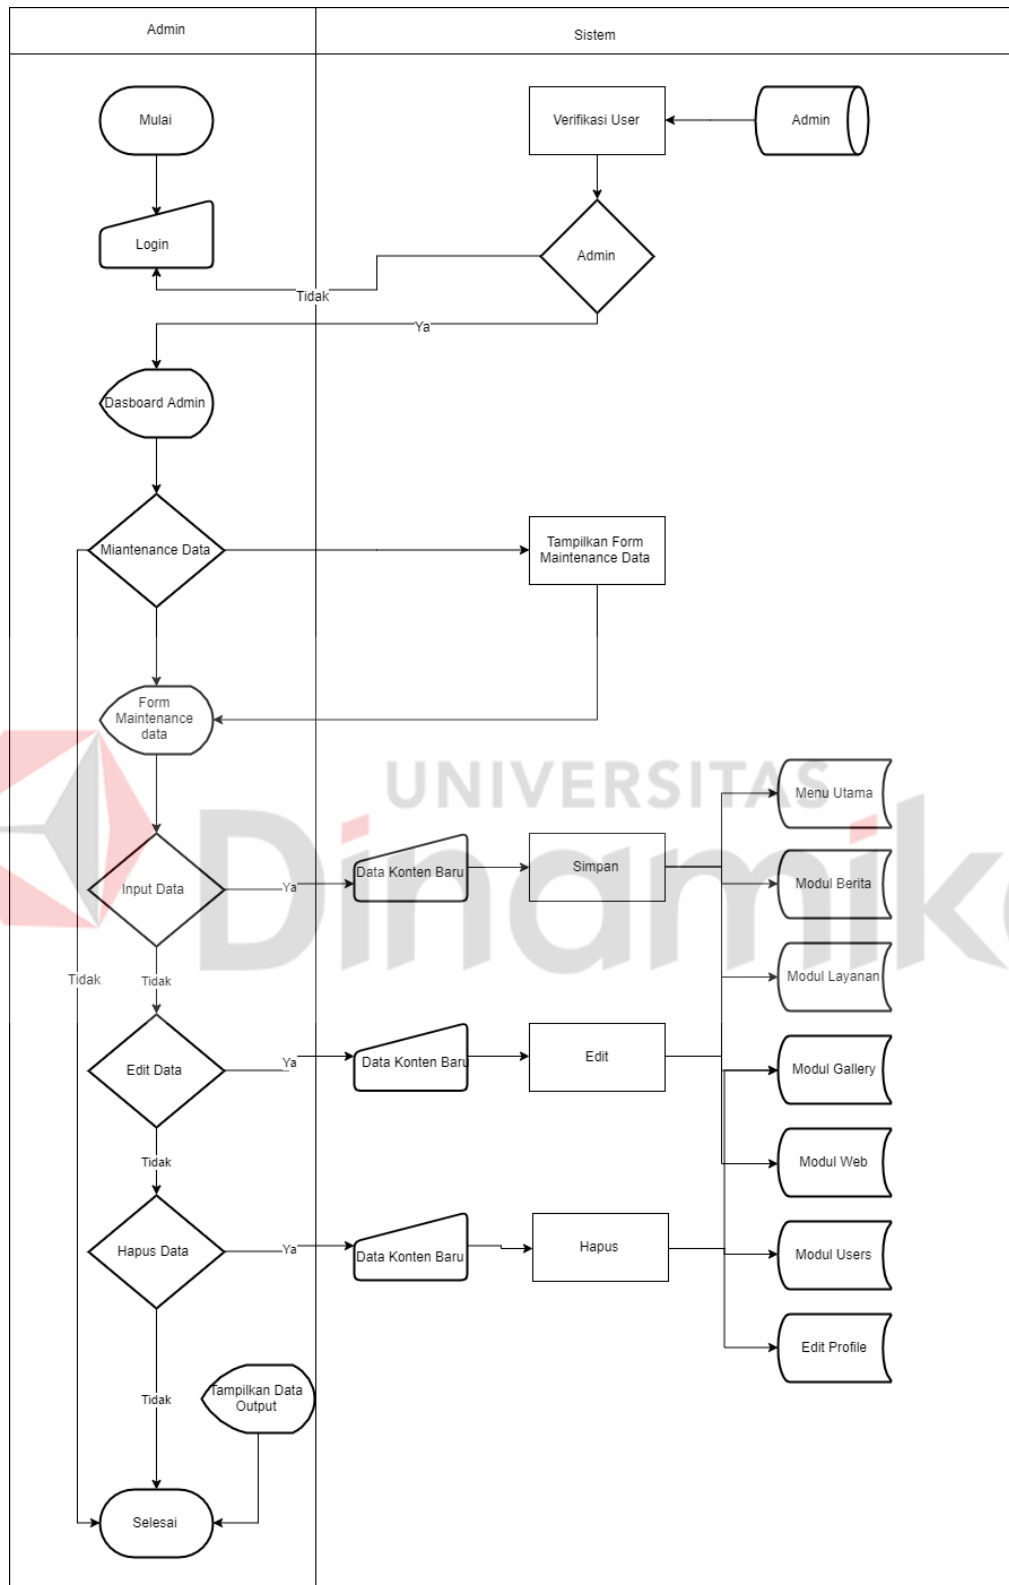 Admin
Sistem
Mulai
Verifikasi User
Admin
Login
Admin
Tidak
Ya
Dasboard Admin
Miantenance Data
Tampilkan Form
Maintenance Data
Form
Maintenance
data
UNIVERSITAS
Dinamika
Menu Utama
Input Data
Ya
Data Konten Baru
Simpan
Modul Berita
Tidak
Tidak
Modul Layanan
Edit Data
Ya
Data Konten Baru
Edit
Modul Gallery
Tidak
Modul Web
Hapus Data
Ya
Data Konten Baru
Hapus
Modul Users
Edit Profile
Tidak
Tampilkan Data
Output
Selesai